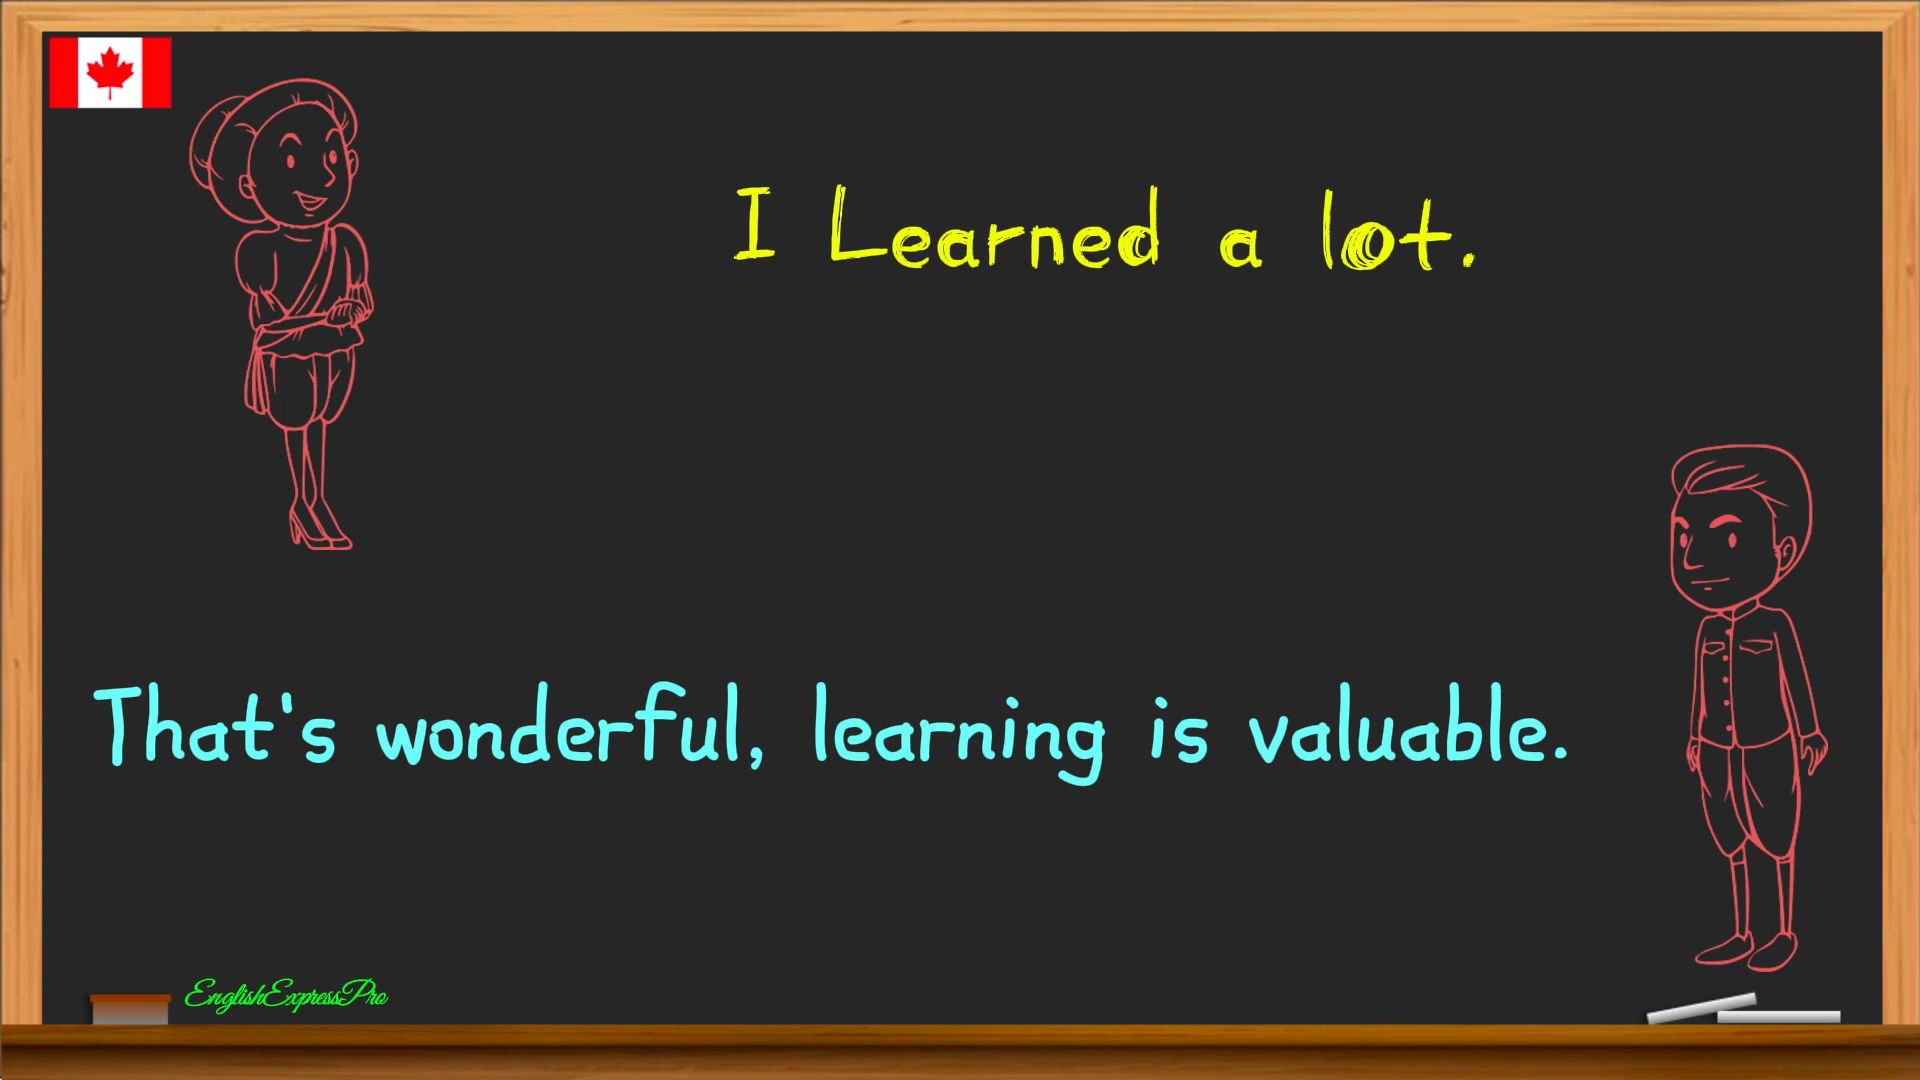 I Learned a lot.
That's wonderful, learning is valuable.
EnglishExpressPro